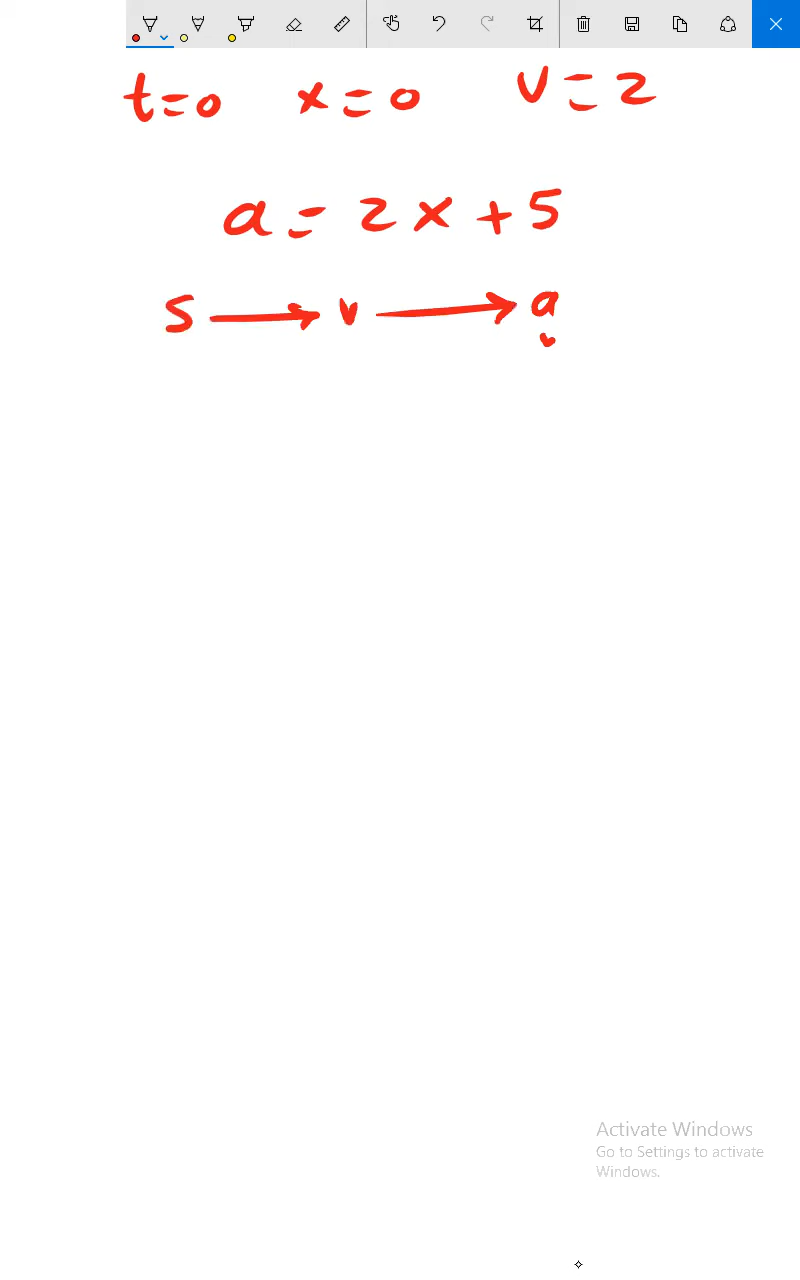 t=0 x=0 v=2
a=2x+5
S → v → a
Activate Windows
Go to Settings to activate
Windows.